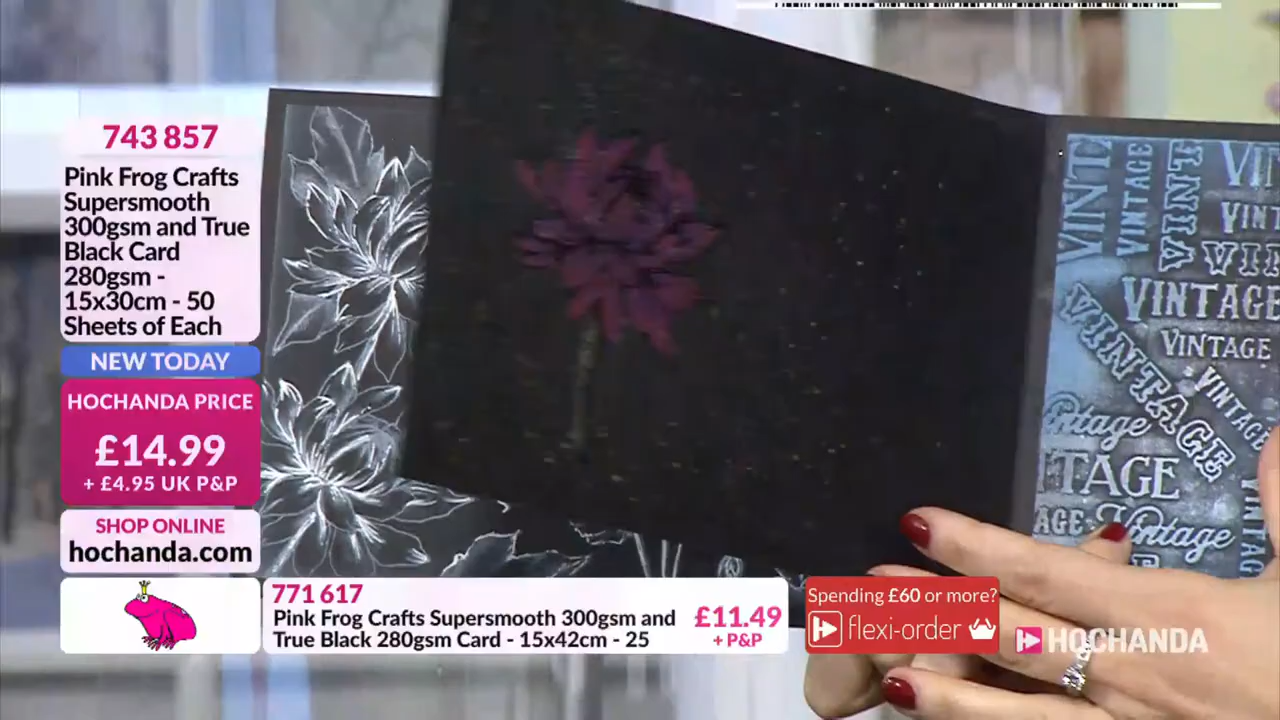 743 857
Pink Frog Crafts
Supersmooth
300gsm and True
Black Card
280gsm -
15x30cm - 50
Sheets of Each
NEW TODAY
HOCHANDA PRICE
£14.99
+ £4.95 UK P&P
SHOP ONLINE
hochanda.com
771 617
Pink Frog Crafts Supersmooth 300gsm and
True Black 280gsm Card - 15x42cm - 25
£11.49
+ P&P
Spending £60 or more?
flexi-order
HOCHANDA
VINTAGE
VINTAGE
VINTAGE
VINTAGE
VINTAGE
Vintage